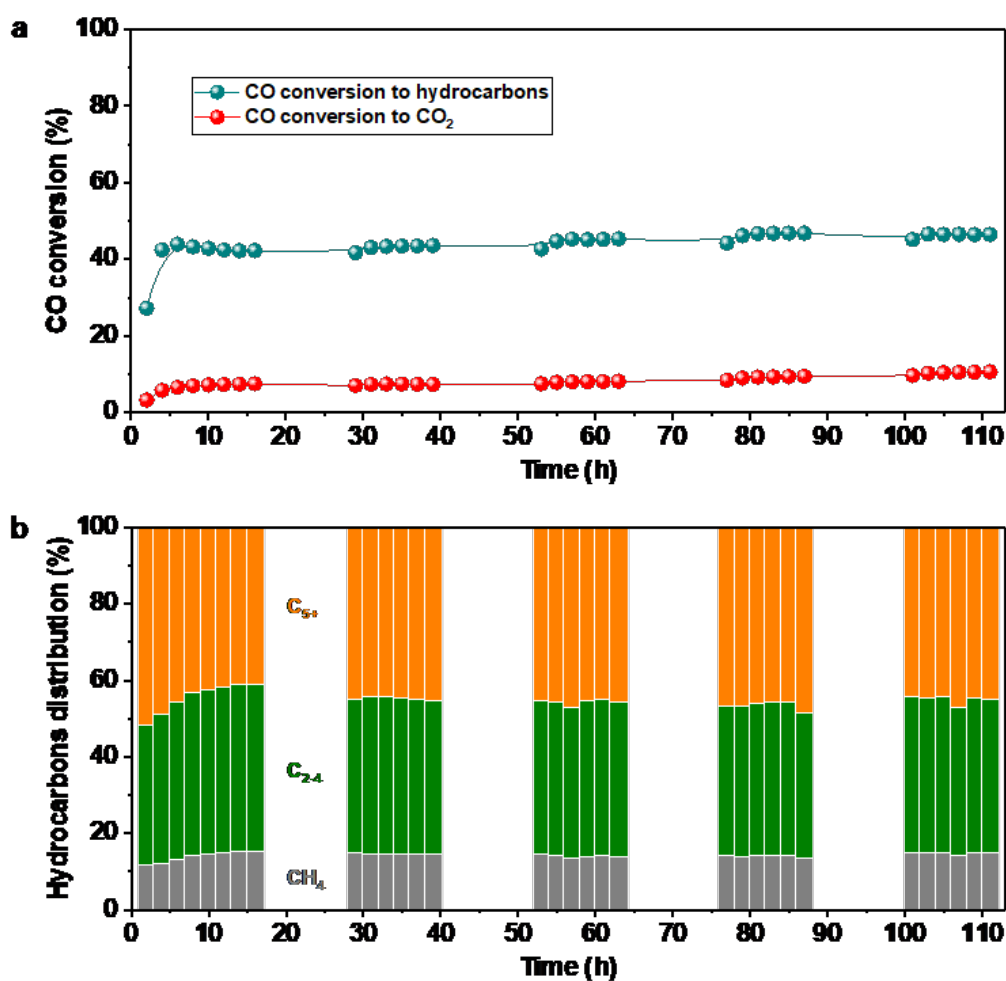 a
CO conversion (%)
100
80
60
40
20
0
CO conversion to hydrocarbons
CO conversion to CO₂
0 10 20 30 40 50 60 70 80 90 100 110
Time (h)
b
Hydrocarbons distribution (%)
100
80
60
40
20
0
C₅₊
C₂₋₄
CH₄
0 10 20 30 40 50 60 70 80 90 100 110
Time (h)